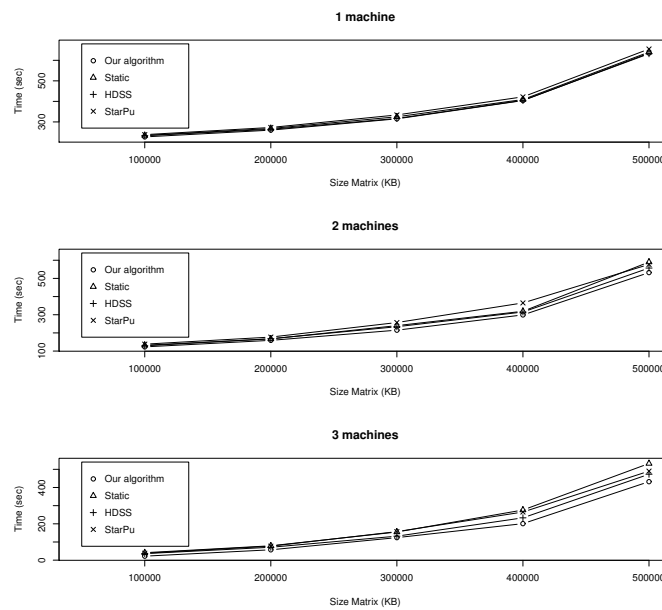 1 machine
Time (sec)
300
500
Our algorithm
Static
HDSS
StarPu
100000 200000 300000 400000 500000
Size Matrix (KB)
2 machines
Time (sec)
100
300
500
Our algorithm
Static
HDSS
StarPu
100000 200000 300000 400000 500000
Size Matrix (KB)
3 machines
Time (sec)
0
200
400
Our algorithm
Static
HDSS
StarPu
100000 200000 300000 400000 500000
Size Matrix (KB)